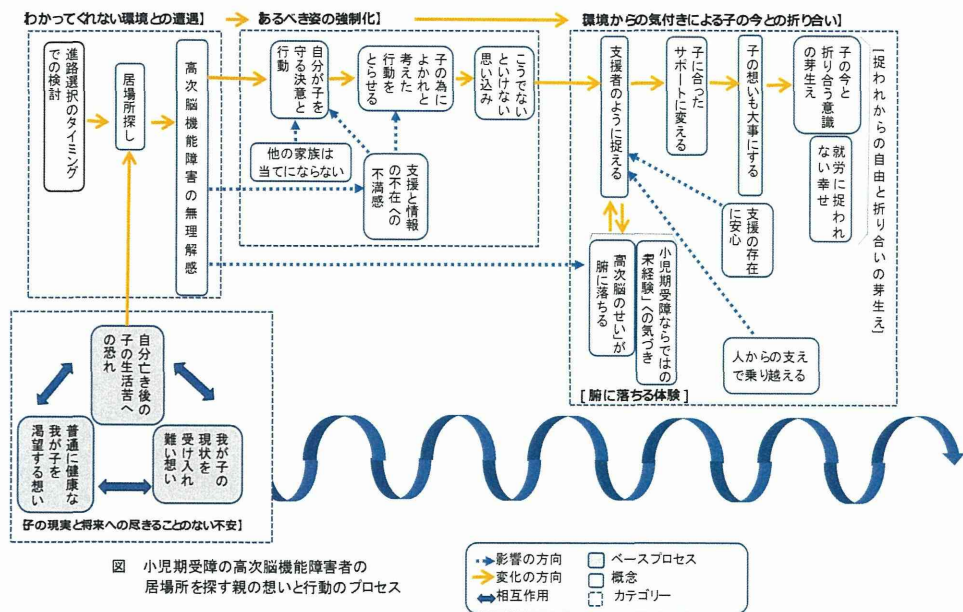 わかってくれない環境との遭遇】
あるべき姿の強制化】
環境からの気付きによる子の今との折り合い】
進路選択のタイミング
での検討
居場所探し
高次脳機能障害の無理解感
自分が子を
守る決意と
行動
子の為に
よかれと
考えた
行動を
とらせる
こうでない
といけない
思い込み
他の家族は
当てにならない
支援と情報
の不在への
不満感
支援者のように捉える
子に合った
サポートに変える
子の想いも大事にする
子の今と
折り合う意識
の芽生え
就労に捉われ
ない幸せ
[捉われからの自由と折り合いの芽生え]
支援の存在
に安心
「高次脳のせい」が
腑に落ちる
小児期受障ならではの
「未経験」への気づき
[腑に落ちる体験]
人からの支え
で乗り越える
自分亡き後の
子の生活苦へ
の恐れ
普通に健康な
我が子を
渇望する想い
我が子の
現状を
受け入れ
難い想い
子の現実と将来への尽きることのない不安】
図 小児期受障の高次脳機能障害者の
居場所を探す親の想いと行動のプロセス
影響の方向
変化の方向
相互作用
ベースプロセス
概念
カテゴリー